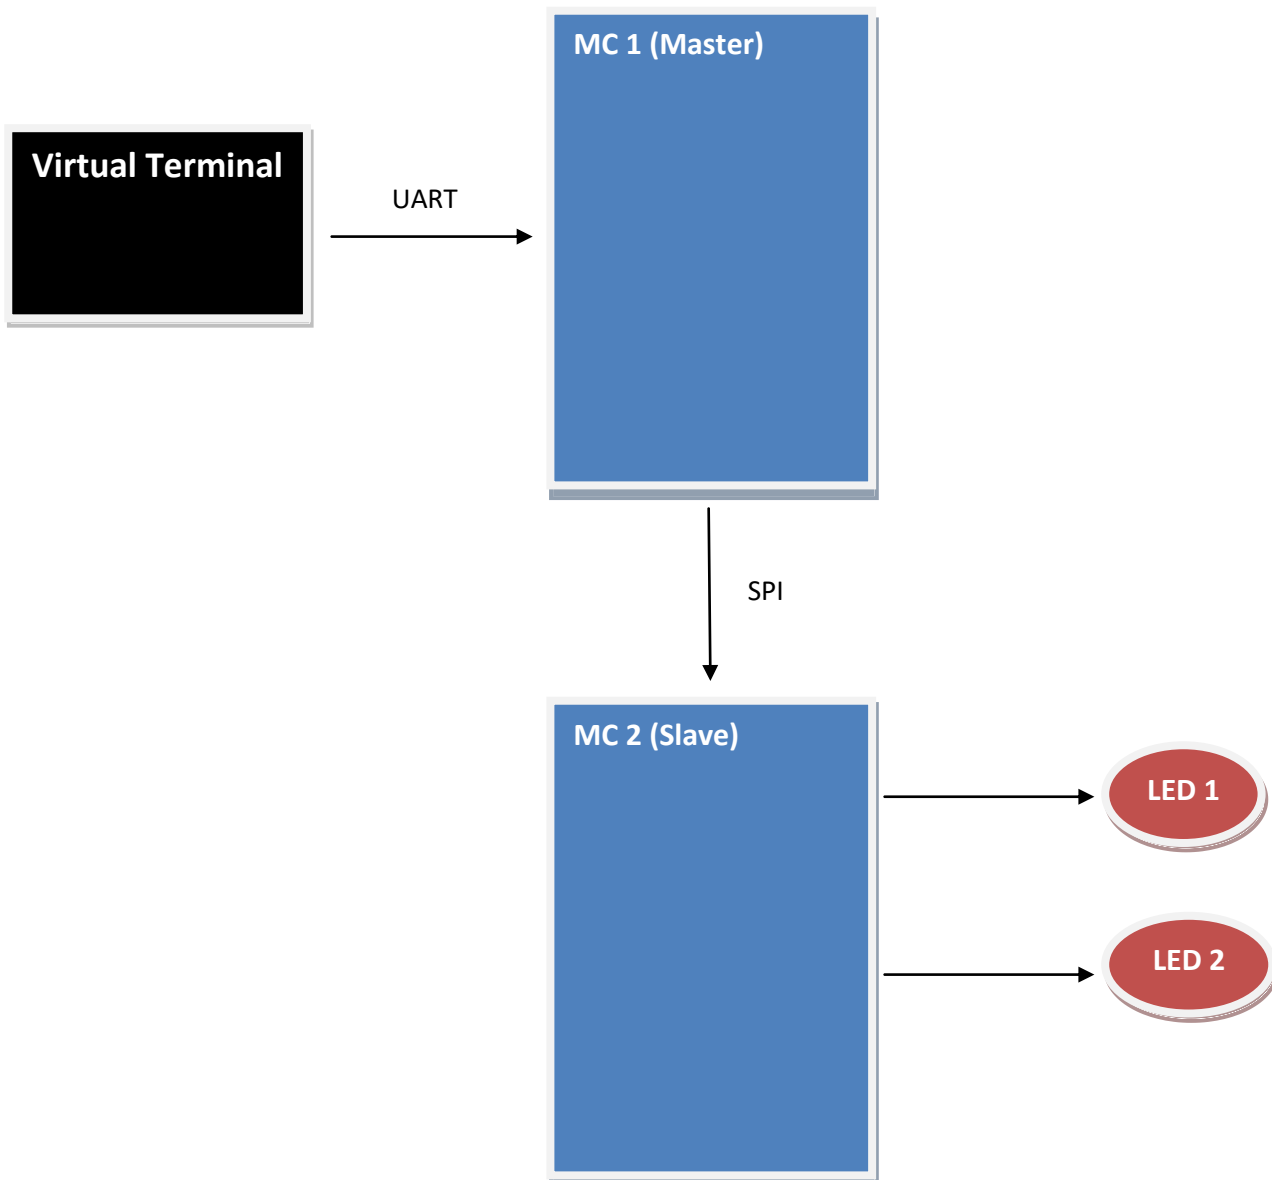 MC 1 (Master)
Virtual Terminal
UART
SPI
MC 2 (Slave)
LED 1
LED 2